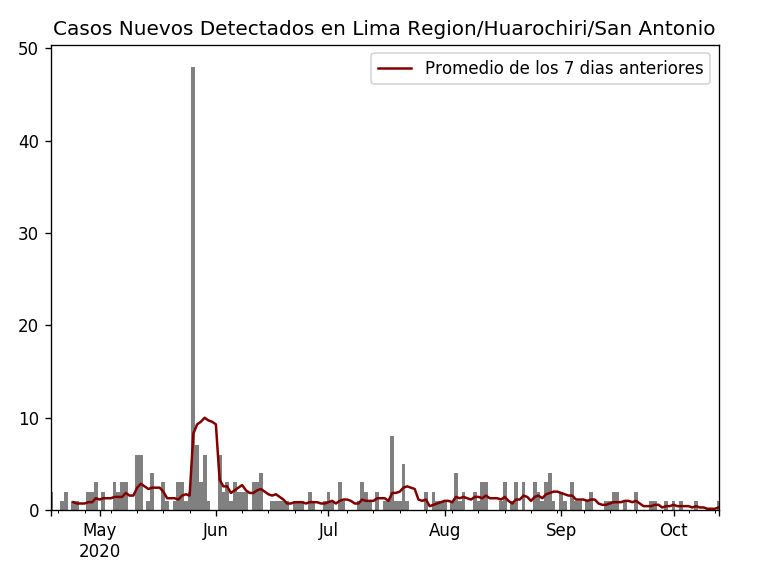 Casos Nuevos Detectados en Lima Region/Huarochiri/San Antonio
Promedio de los 7 dias anteriores
50
40
30
20
10
0
May Jun Jul Aug Sep Oct
2020